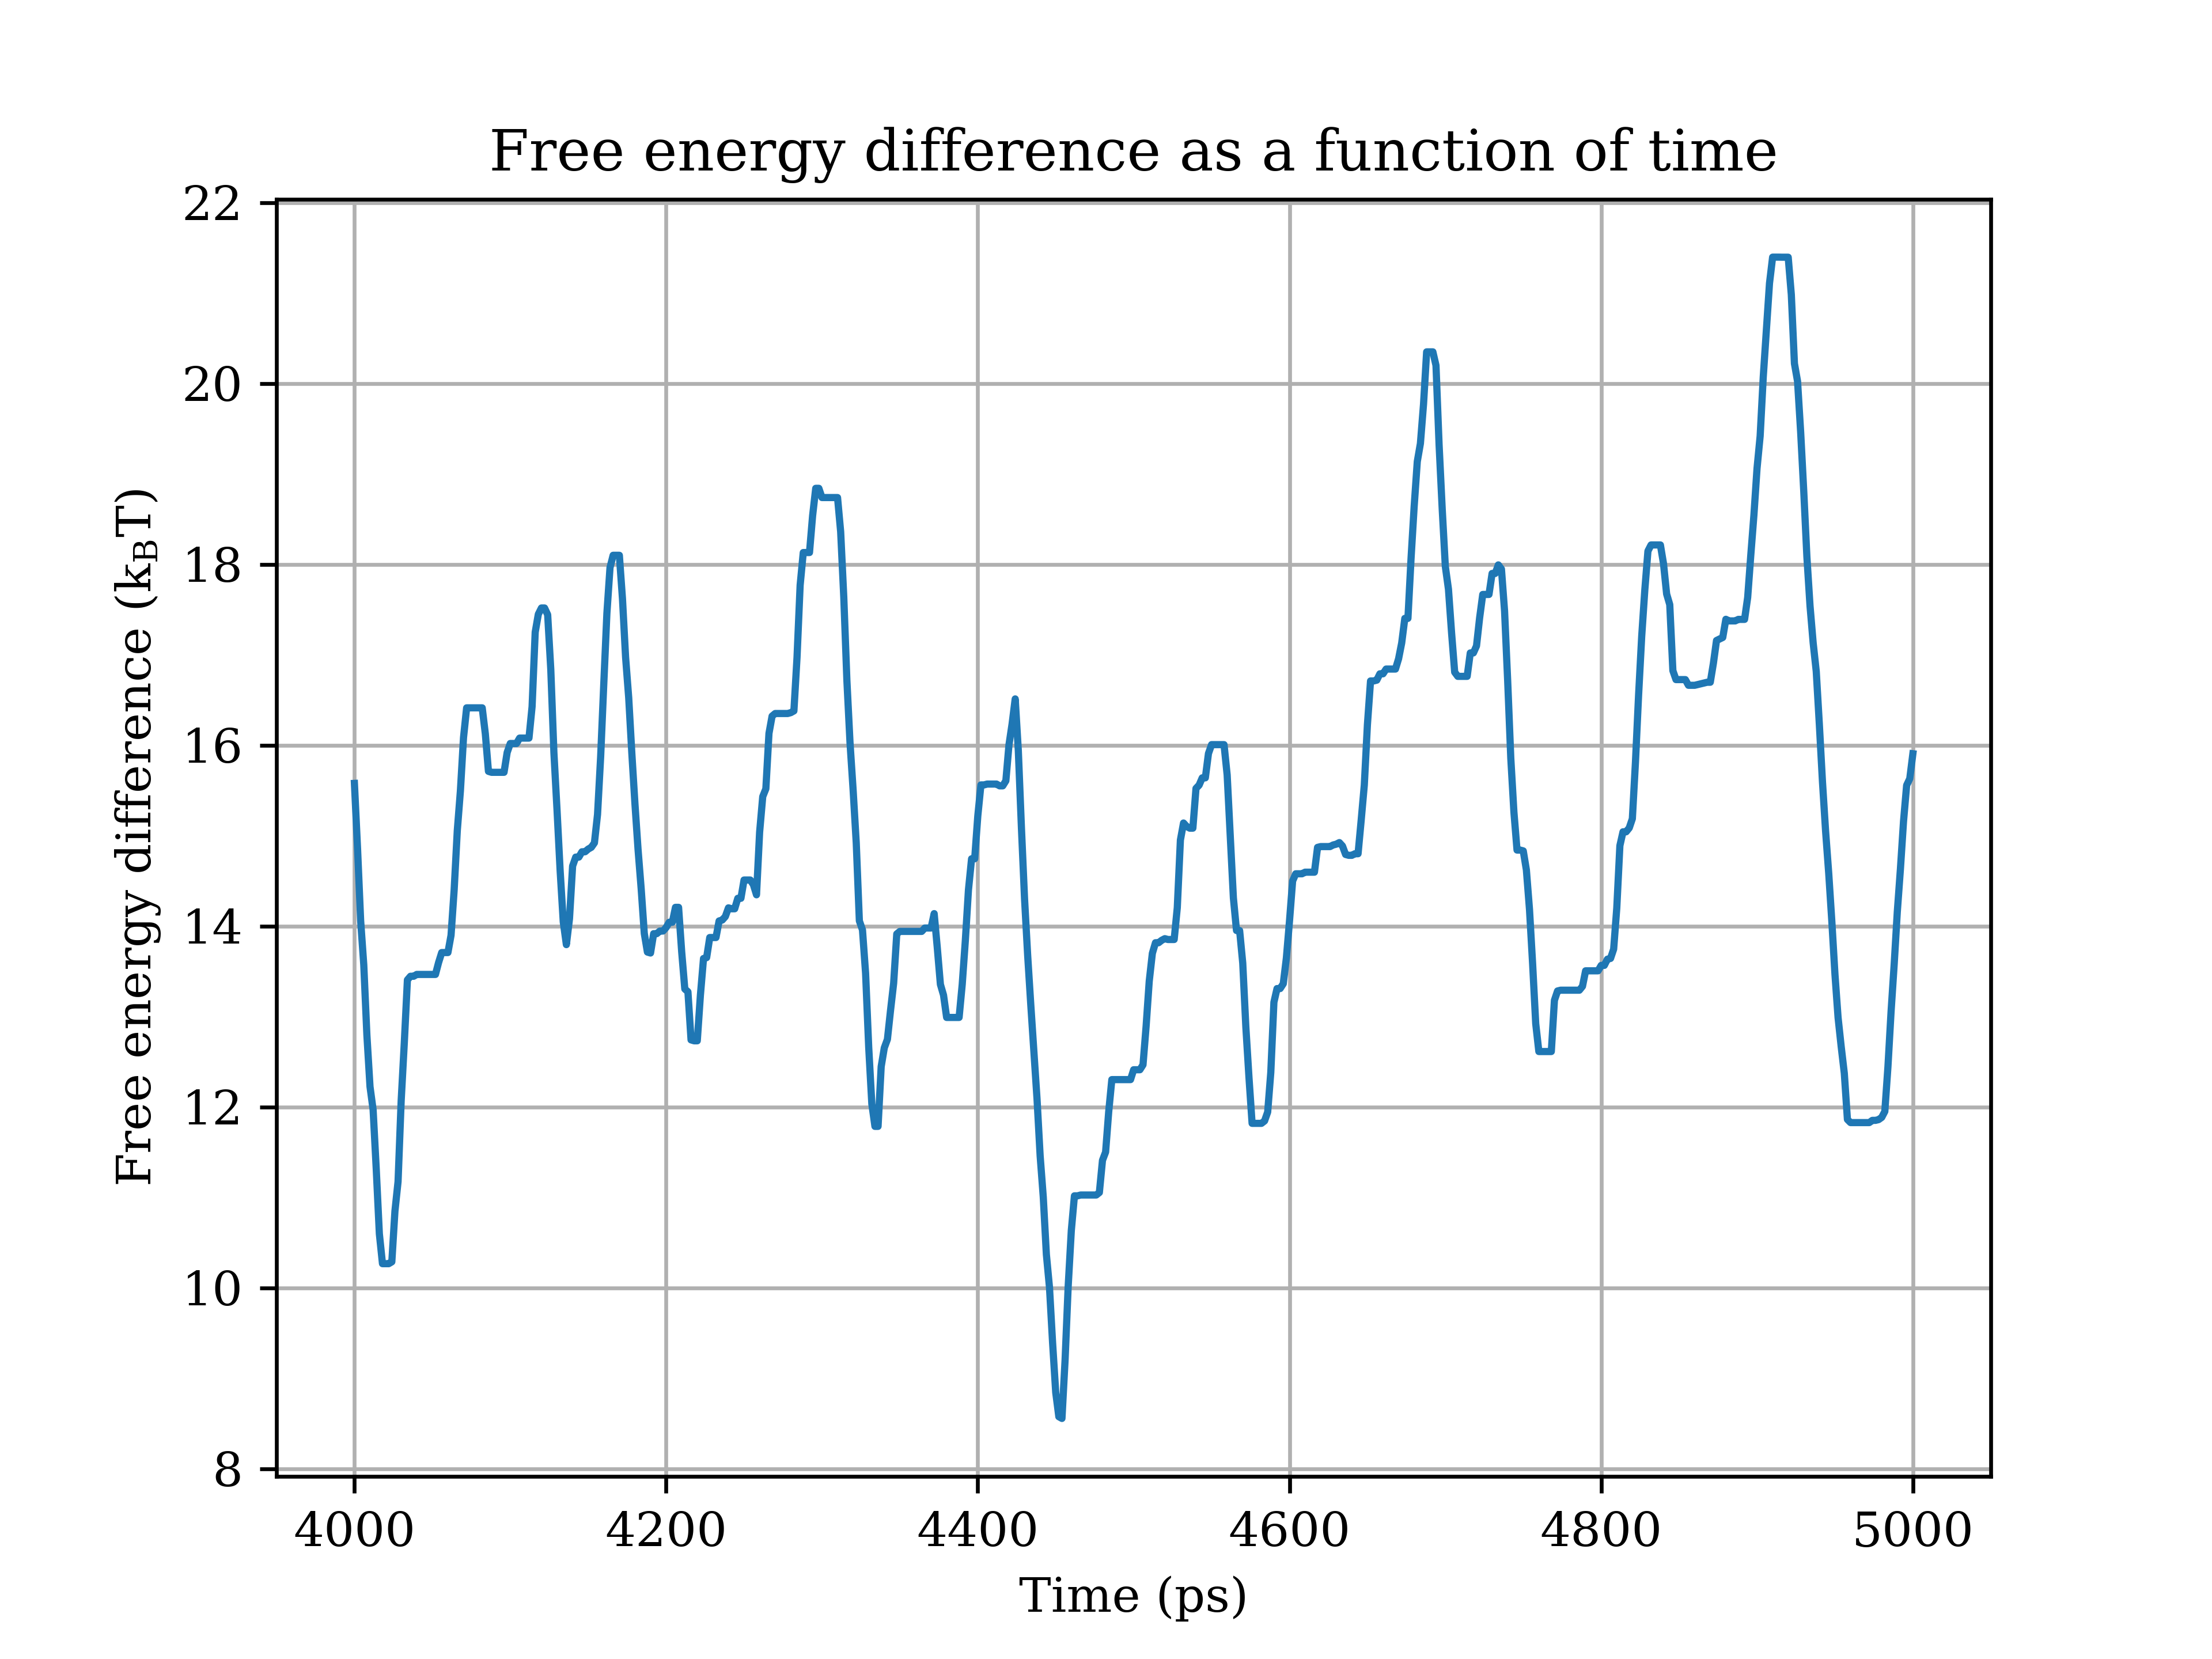 Free energy difference as a function of time
Free energy difference (kBT)
22
20
18
16
14
12
10
8
4000 4200 4400 4600 4800 5000
Time (ps)